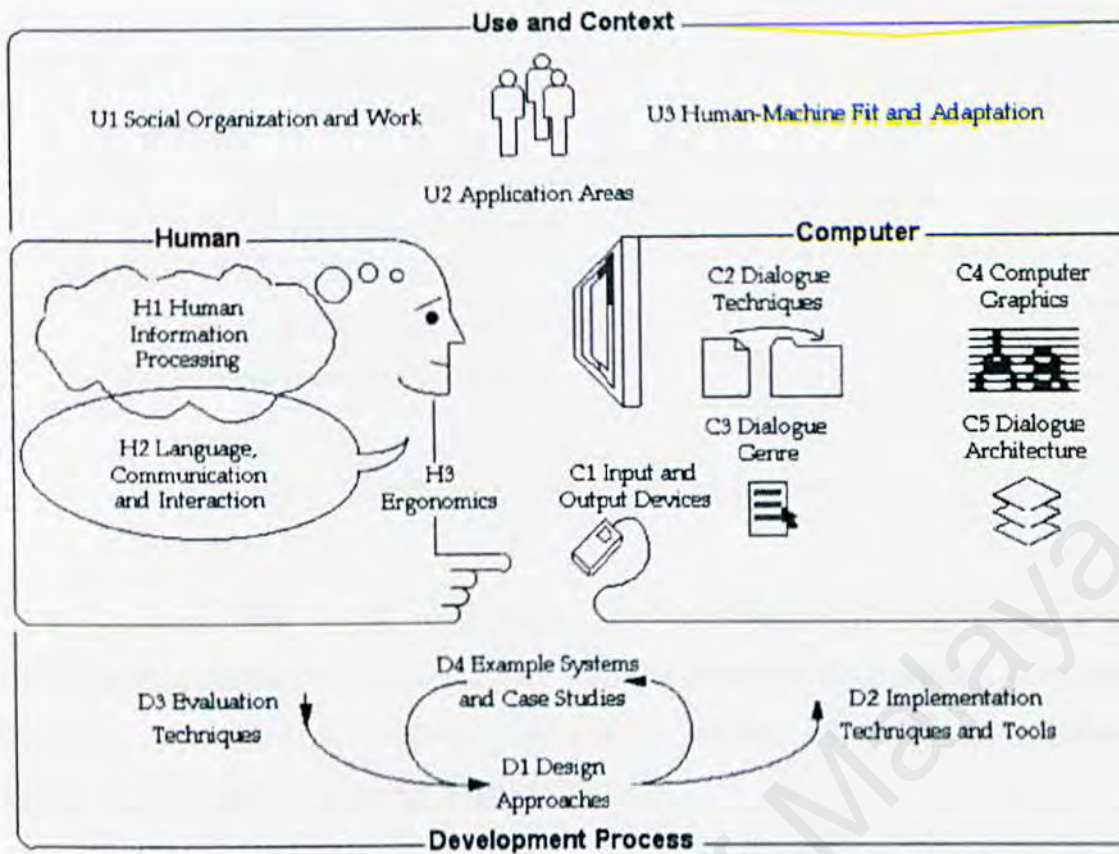 Use and Context
U1 Social Organization and Work
U3 Human-Machine Fit and Adaptation
U2 Application Areas
Human
H1 Human
Information
Processing
H2 Language,
Communication
and Interaction
H3
Ergonomics
Computer
C1 Input and
Output Devices
C2 Dialogue
Techniques
C3 Dialogue
Genre
C4 Computer
Graphics
C5 Dialogue
Architecture
D3 Evaluation
Techniques
D4 Example Systems
and Case Studies
D1 Design
Approaches
D2 Implementation
Techniques and Tools
Development Process
Malaya